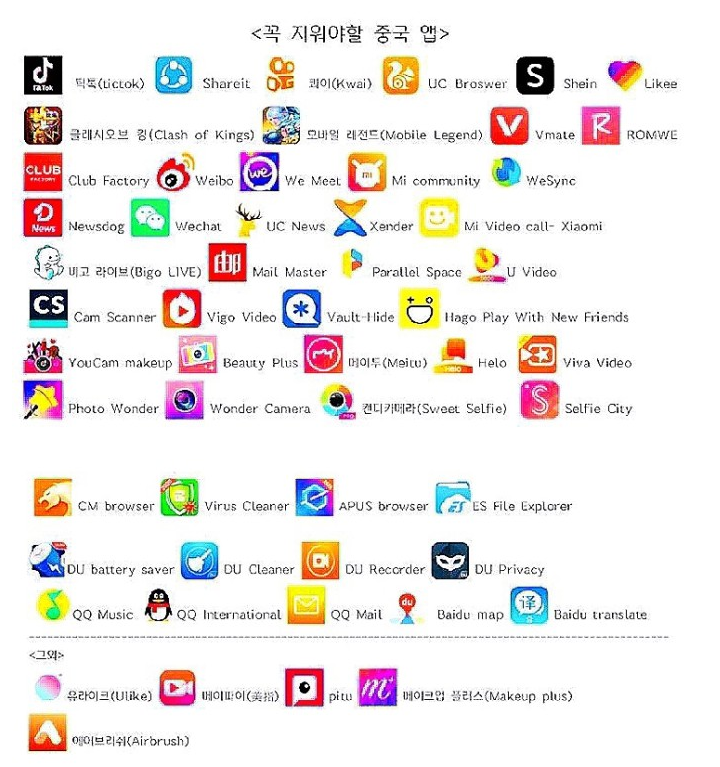 <꼭 지워야할 중국 앱>
틱톡(tictok) Shareit 콰이(Kwai) UC Broswer Shein Likee
클래시오브 킹(Clash of Kings) 모바일 레전드(Mobile Legend) Vmate ROMWE
Club Factory Weibo We Meet Mi community WeSync
Newsdog Wechat UC News Xender Mi Video call- Xiaomi
비고 라이브(Bigo LIVE) Mail Master Parallel Space U Video
Cam Scanner Vigo Video Vault-Hide Hago Play With New Friends
YouCam makeup Beauty Plus 메이투(Meitu) Helo Viva Video
Photo Wonder Wonder Camera 캔디카메라(Sweet Selfie) Selfie City
CM browser Virus Cleaner APUS browser ES File Explorer
DU battery saver DU Cleaner DU Recorder DU Privacy
QQ Music QQ International QQ Mail Baidu map Baidu translate
<그외>
유라이크(Ulike) 메이파이(美拍) pitu 메이크업 플러스(Makeup plus)
에어브러쉬(Airbrush)